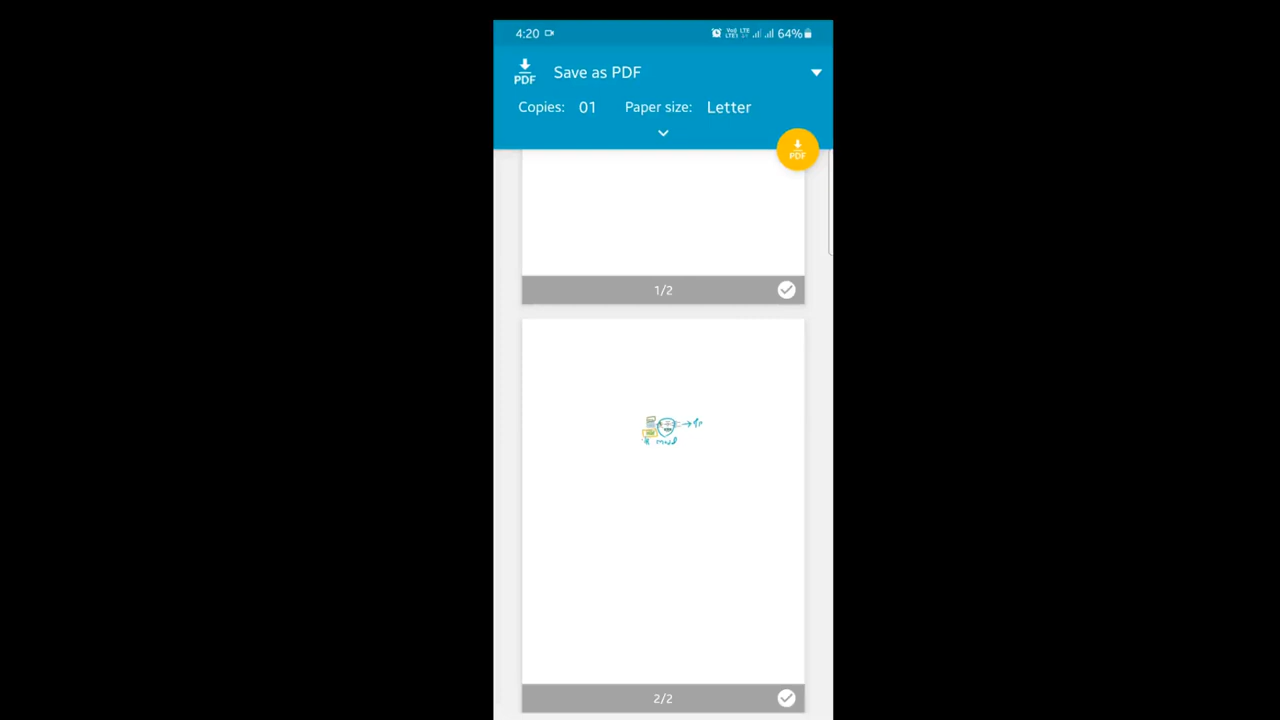 4:20 64%
PDF Save as PDF
Copies: 01 Paper size: Letter
PDF
1/2
2/2